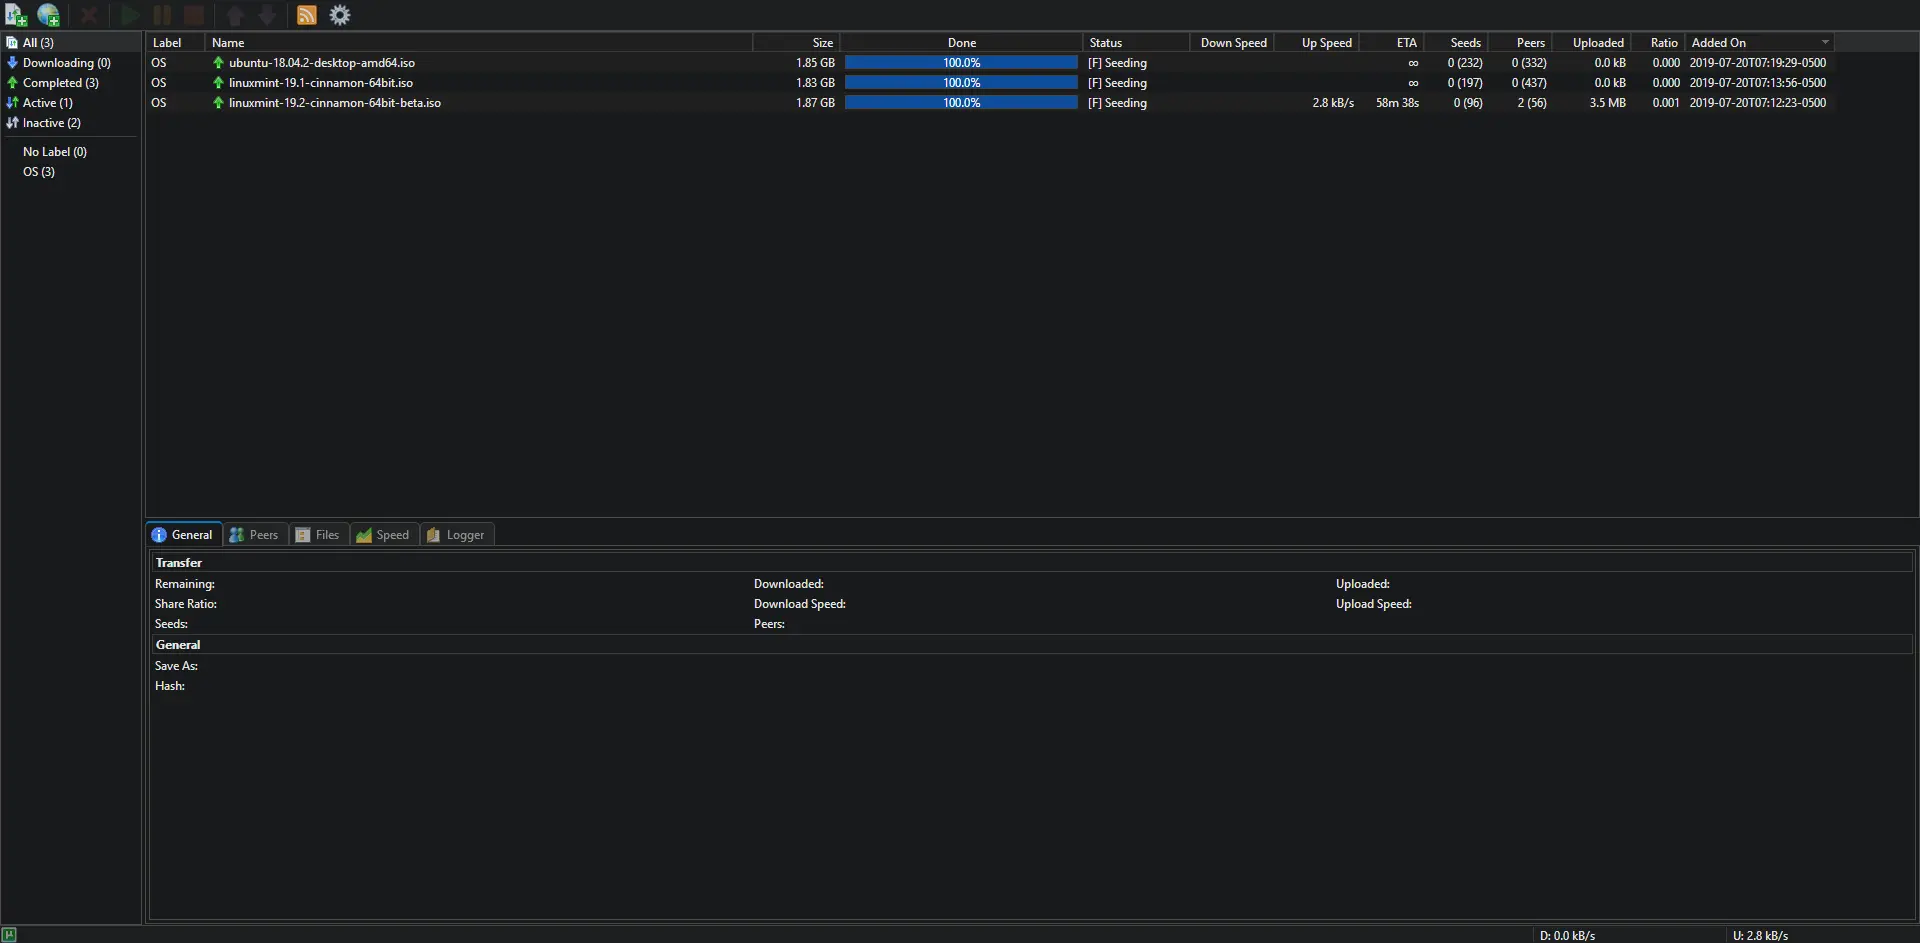 All (3)
Downloading (0)
Completed (3)
Active (1)
Inactive (2)
No Label (0)
OS (3)
Label Name Size Done Status Down Speed Up Speed ETA Seeds Peers Uploaded Ratio Added On
OS ubuntu-18.04.2-desktop-amd64.iso 1.85 GB 100.0% [F] Seeding ∞ 0 (232) 0 (332) 0.0 kB 0.000 2019-07-20T07:19:29-0500
OS linuxmint-19.1-cinnamon-64bit.iso 1.83 GB 100.0% [F] Seeding ∞ 0 (197) 0 (437) 0.0 kB 0.000 2019-07-20T07:13:56-0500
OS linuxmint-19.2-cinnamon-64bit-beta.iso 1.87 GB 100.0% [F] Seeding 2.8 kB/s 58m 38s 0 (96) 2 (56) 3.5 MB 0.001 2019-07-20T07:12:23-0500
General Peers Files Speed Logger
Transfer
Remaining: Downloaded: Uploaded:
Share Ratio: Download Speed: Upload Speed:
Seeds: Peers:
General
Save As:
Hash:
µ D: 0.0 kB/s U: 2.8 kB/s